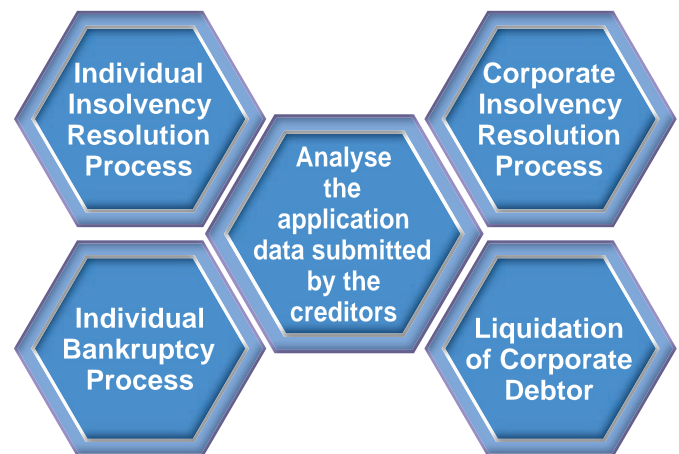 Individual
Insolvency
Resolution
Process
Corporate
Insolvency
Resolution
Process
Analyse
the
application
data submitted
by the
creditors
Individual
Bankruptcy
Process
Liquidation
of Corporate
Debtor